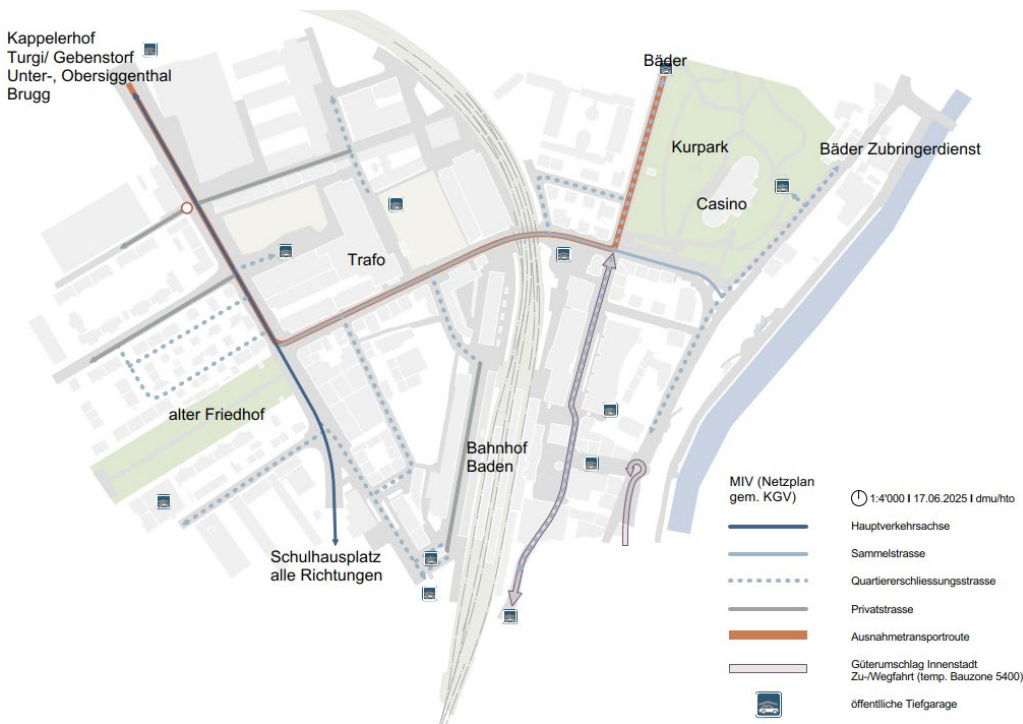 Kappelerhof
Turgi/ Gebenstorf
Unter-, Obersiggenthal
Brugg
Bäder
Kurpark
Bäder Zubringerdienst
Casino
Trafo
alter Friedhof
Bahnhof
Baden
Schulhausplatz
alle Richtungen
MIV (Netzplan
gem. KGV)
1:4'000 I 17.06.2025 I dmu/hto
Hauptverkehrsachse
Sammelstrasse
Quartiererschliessungsstrasse
Privatstrasse
Ausnahmetransportroute
Güterumschlag Innenstadt
Zu-/Wegfahrt (temp. Bauzone 5400)
öffentlliche Tiefgarage